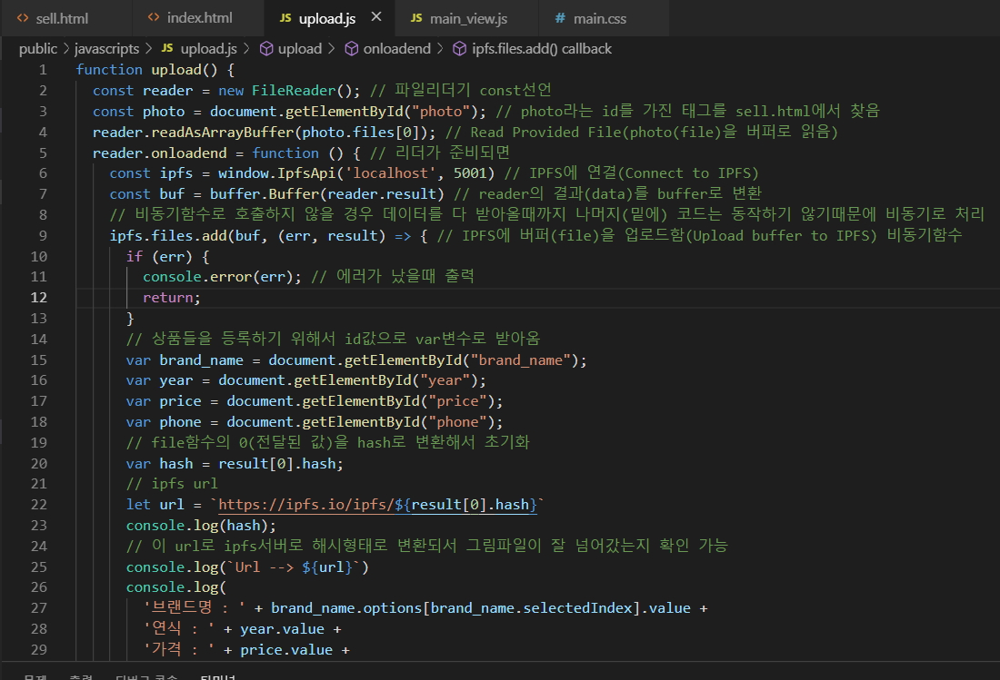 <> sell.html <> index.html JS upload.js × JS main_view.js # main.css
public > javascripts > JS upload.js > upload > onloadend > ipfs.files.add() callback
1 function upload() {
2 const reader = new FileReader(); // 파일리더기 const선언
3 const photo = document.getElementById("photo"); // photo라는 id를 가진 태그를 sell.html에서 찾음
4 reader.readAsArrayBuffer(photo.files[0]); // Read Provided File(photo(file)을 버퍼로 읽음)
5 reader.onloadend = function () { // 리더가 준비되면
6 const ipfs = window.IpfsApi('localhost', 5001) // IPFS에 연결(Connect to IPFS)
7 const buf = buffer.Buffer(reader.result) // reader의 결과(data)를 buffer로 변환
8 // 비동기함수로 호출하지 않을 경우 데이터를 다 받아올때까지 나머지(밑에) 코드는 동작하기 않기때문에 비동기로 처리
9 ipfs.files.add(buf, (err, result) => { // IPFS에 버퍼(file)을 업로드함(Upload buffer to IPFS) 비동기함수
10 if (err) {
11 console.error(err); // 에러가 났을때 출력
12 return;
13 }
14 // 상품들을 등록하기 위해서 id값으로 var변수로 받아옴
15 var brand_name = document.getElementById("brand_name");
16 var year = document.getElementById("year");
17 var price = document.getElementById("price");
18 var phone = document.getElementById("phone");
19 // file함수의 0(전달된 값)을 hash로 변환해서 초기화
20 var hash = result[0].hash;
21 // ipfs url
22 let url = `https://ipfs.io/ipfs/${result[0].hash}`
23 console.log(hash);
24 // 이 url로 ipfs서버로 해시형태로 변환되서 그림파일이 잘 넘어갔는지 확인 가능
25 console.log(`Url --> ${url}`)
26 console.log(
27 '브랜드명 : ' + brand_name.options[brand_name.selectedIndex].value +
28 '연식 : ' + year.value +
29 '가격 : ' + price.value +